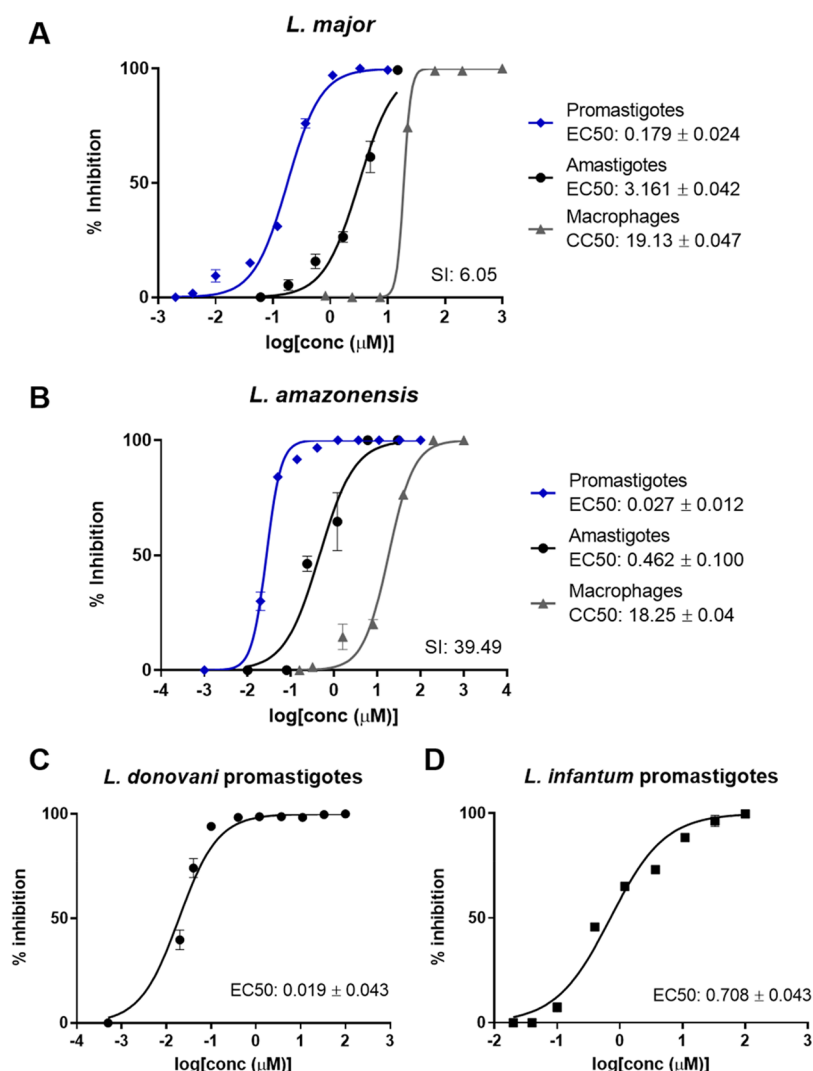 A
L. major
100
50
0
% Inhibition
-3 -2 -1 0 1 2 3
log[conc (μM)]
SI: 6.05
Promastigotes
EC50: 0.179 ± 0.024
Amastigotes
EC50: 3.161 ± 0.042
Macrophages
CC50: 19.13 ± 0.047
B
L. amazonensis
100
50
0
% Inhibition
-4 -3 -2 -1 0 1 2 3 4
log[conc (μM)]
SI: 39.49
Promastigotes
EC50: 0.027 ± 0.012
Amastigotes
EC50: 0.462 ± 0.100
Macrophages
CC50: 18.25 ± 0.04
C
L. donovani promastigotes
100
50
0
% inhibition
-4 -3 -2 -1 0 1 2 3
log[conc (μM)]
EC50: 0.019 ± 0.043
D
L. infantum promastigotes
100
50
0
% inhibition
-2 -1 0 1 2 3
log[conc (μM)]
EC50: 0.708 ± 0.043